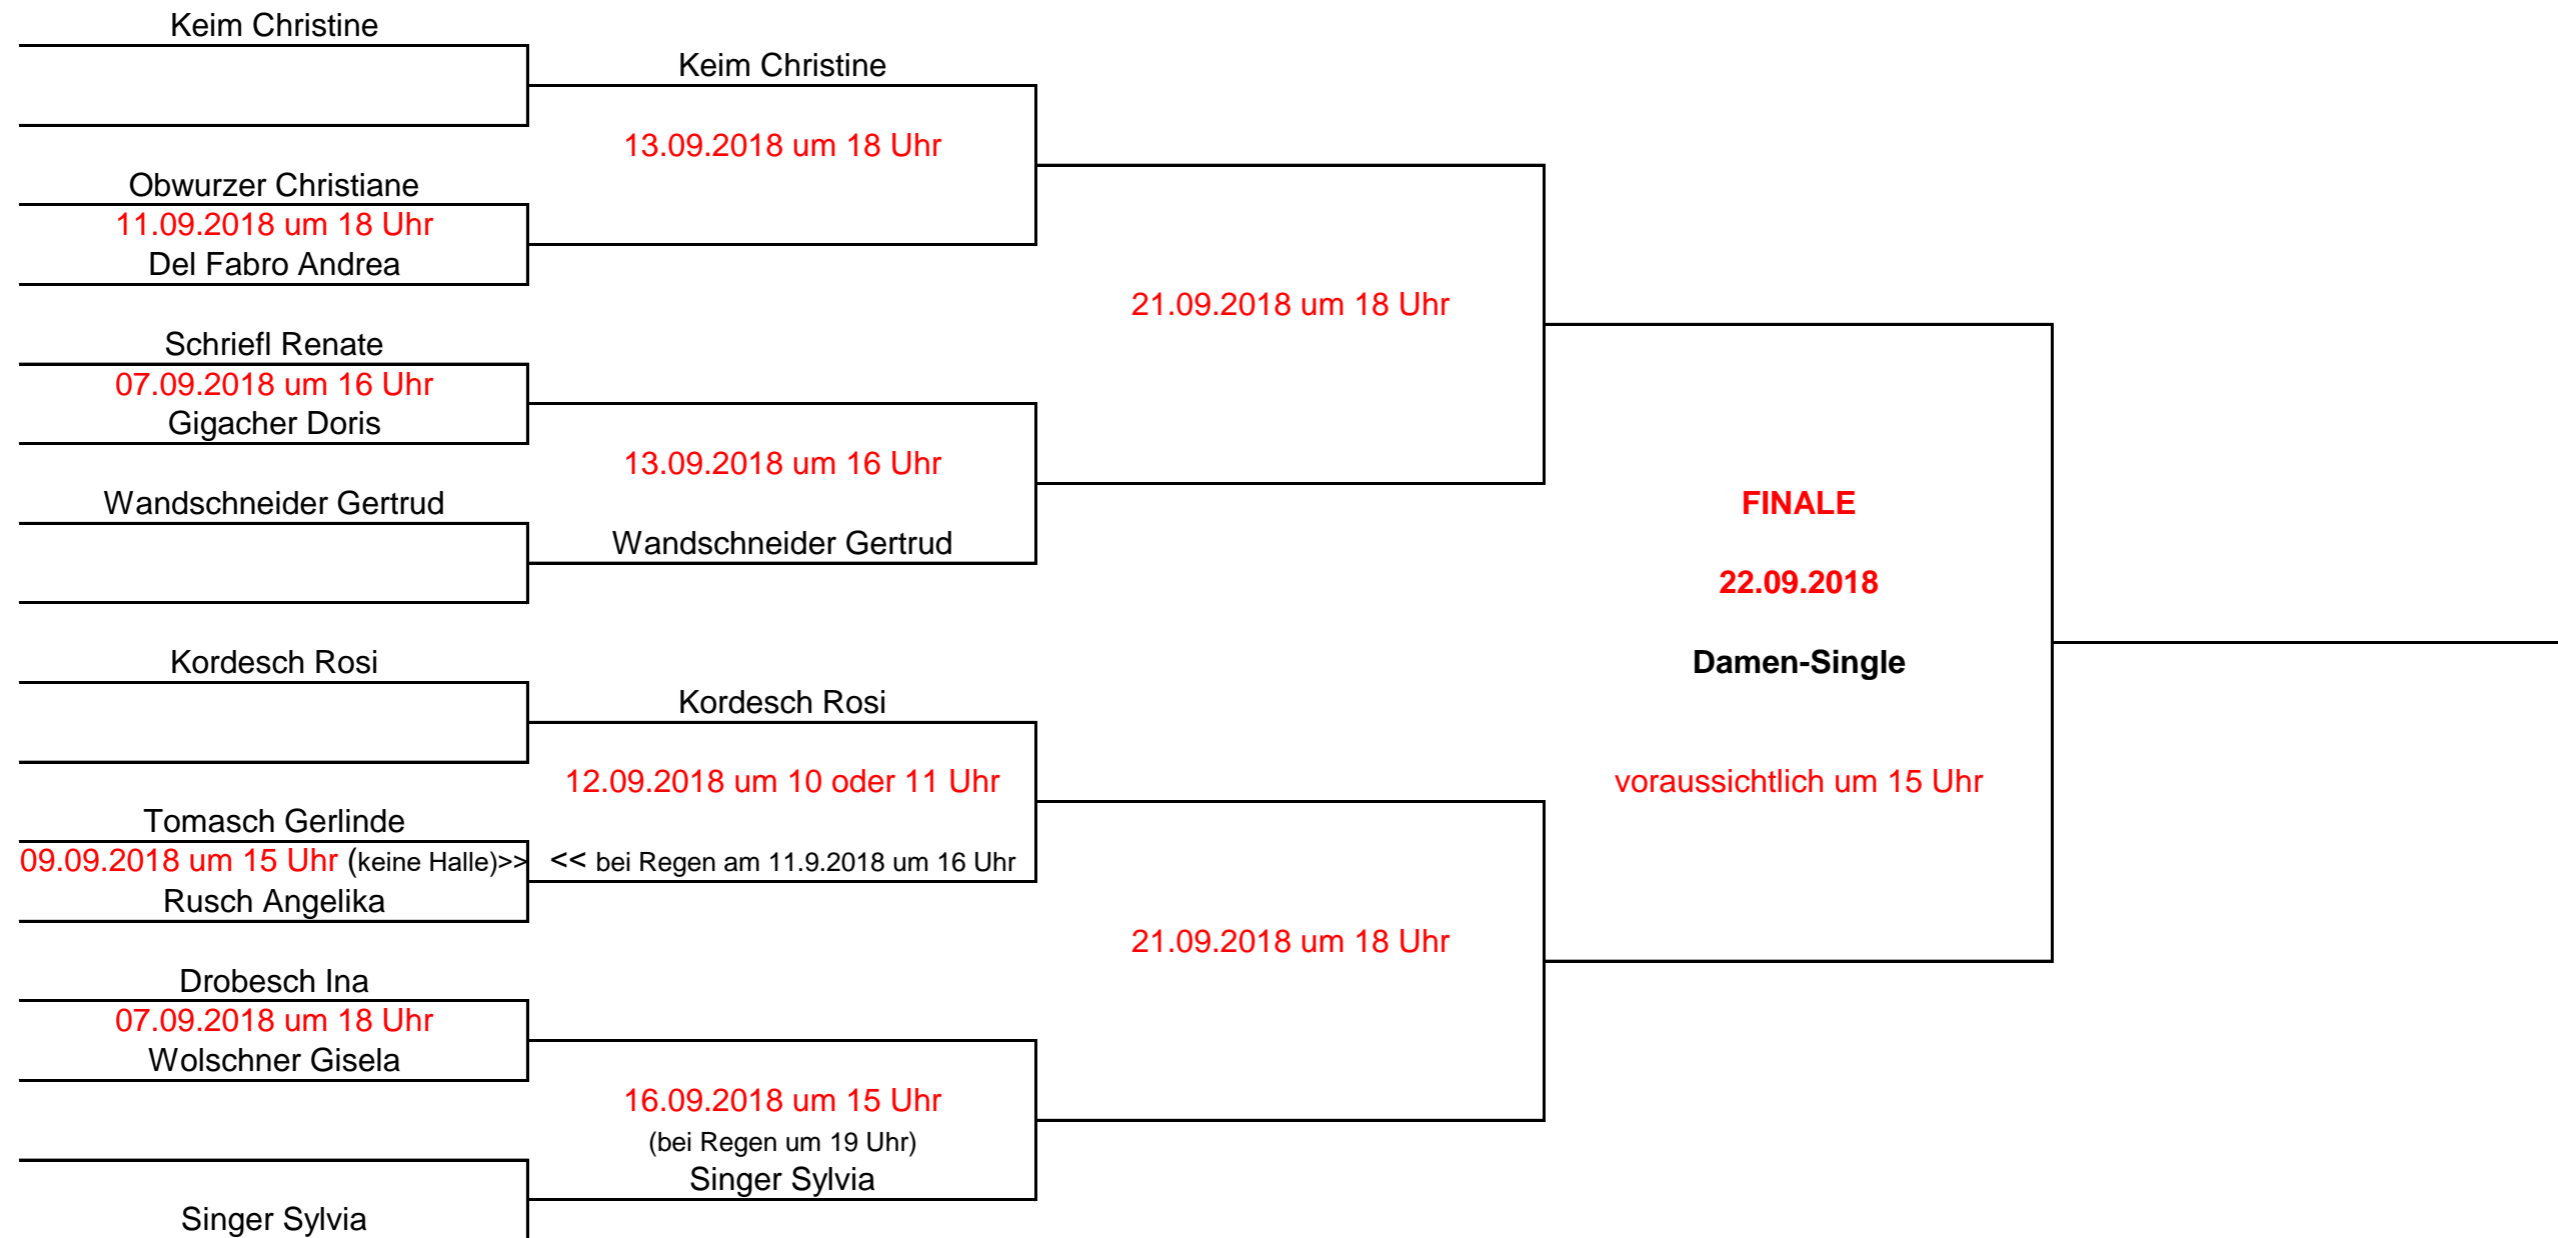 Keim Christine
Keim Christine
13.09.2018 um 18 Uhr
Obwurzer Christiane
11.09.2018 um 18 Uhr
Del Fabro Andrea
21.09.2018 um 18 Uhr
Schriefl Renate
07.09.2018 um 16 Uhr
Gigacher Doris
13.09.2018 um 16 Uhr
Wandschneider Gertrud
Wandschneider Gertrud
FINALE
22.09.2018
Damen-Single
voraussichtlich um 15 Uhr
Kordesch Rosi
Kordesch Rosi
12.09.2018 um 10 oder 11 Uhr
Tomasch Gerlinde
09.09.2018 um 15 Uhr (keine Halle)>>
<< bei Regen am 11.9.2018 um 16 Uhr
Rusch Angelika
21.09.2018 um 18 Uhr
Drobesch Ina
07.09.2018 um 18 Uhr
Wolschner Gisela
16.09.2018 um 15 Uhr
(bei Regen um 19 Uhr)
Singer Sylvia
Singer Sylvia